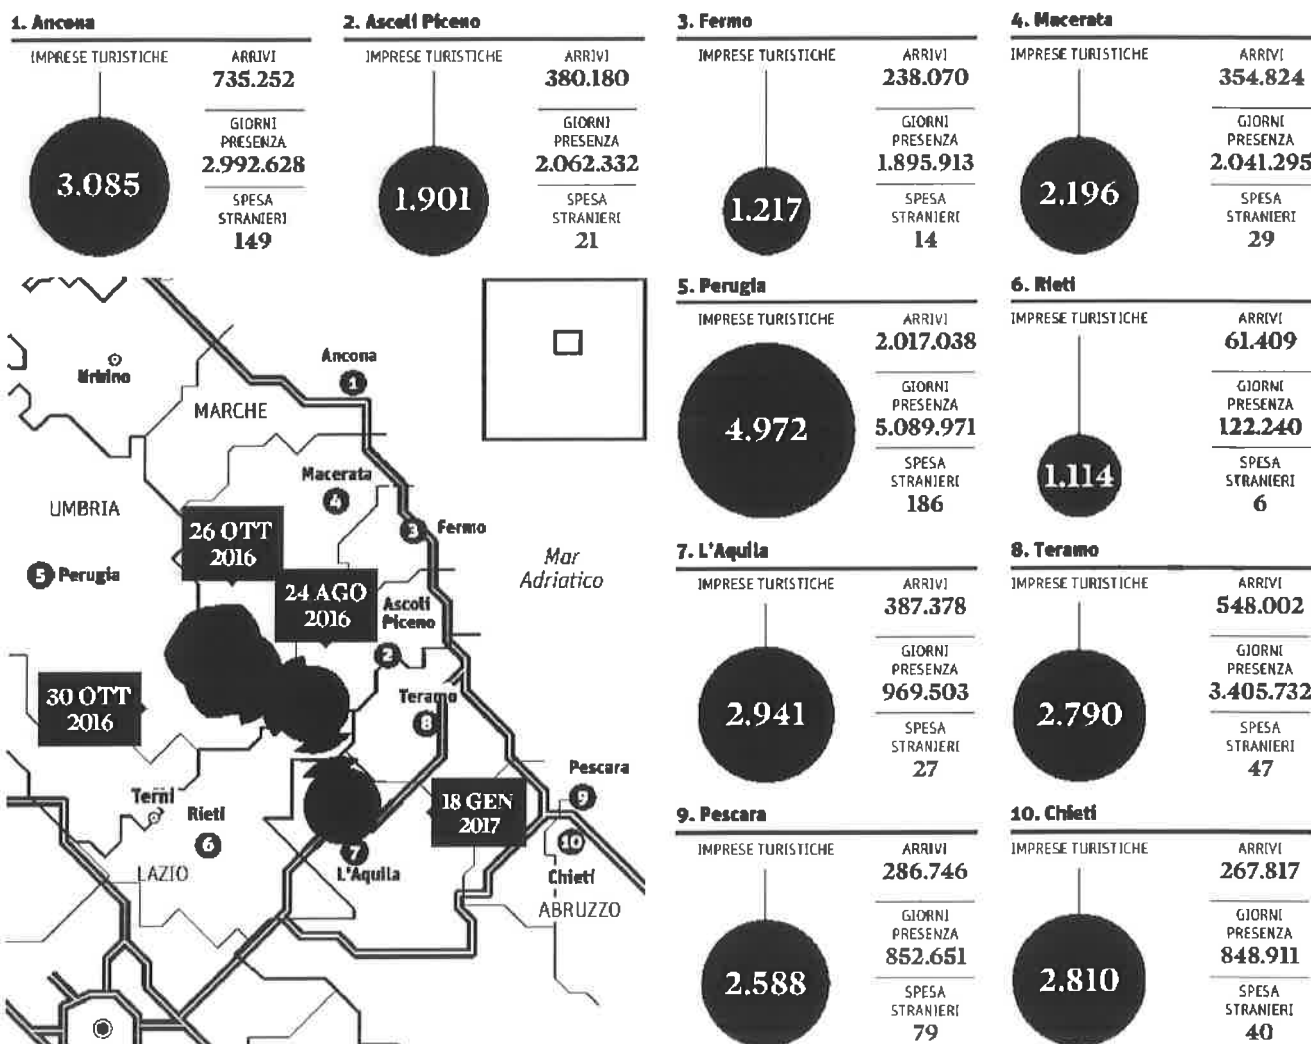 1. Ancona
IMPRESE TURISTICHE
3.085
ARRIVI
735.252
GIORNI
PRESENZA
2.992.628
SPESA
STRANIERI
149
2. Ascoli Piceno
IMPRESE TURISTICHE
1.901
ARRIVI
380.180
GIORNI
PRESENZA
2.062.332
SPESA
STRANIERI
21
3. Fermo
IMPRESE TURISTICHE
1.217
ARRIVI
238.070
GIORNI
PRESENZA
1.895.913
SPESA
STRANIERI
14
4. Macerata
IMPRESE TURISTICHE
2.196
ARRIVI
354.824
GIORNI
PRESENZA
2.041.295
SPESA
STRANIERI
29
Urbino
Ancona
1
MARCHE
Macerata
4
UMBRIA
3 Fermo
26 OTT
2016
5 Perugia
Mar
Adriatico
24 AGO
2016
Ascoli
Piceno
2
30 OTT
2016
Teramo
8
Pescara
9
Terni
Rieti
6
18 GEN
2017
10
7
LAZIO
L'Aquila
Chieti
ABRUZZO
5. Perugia
IMPRESE TURISTICHE
4.972
ARRIVI
2.017.038
GIORNI
PRESENZA
5.089.971
SPESA
STRANIERI
186
6. Rieti
IMPRESE TURISTICHE
1.114
ARRIVI
61.409
GIORNI
PRESENZA
122.240
SPESA
STRANIERI
6
7. L'Aquila
IMPRESE TURISTICHE
2.941
ARRIVI
387.378
GIORNI
PRESENZA
969.503
SPESA
STRANIERI
27
8. Teramo
IMPRESE TURISTICHE
2.790
ARRIVI
548.002
GIORNI
PRESENZA
3.405.732
SPESA
STRANIERI
47
9. Pescara
IMPRESE TURISTICHE
2.588
ARRIVI
286.746
GIORNI
PRESENZA
852.651
SPESA
STRANIERI
79
10. Chieti
IMPRESE TURISTICHE
2.810
ARRIVI
267.817
GIORNI
PRESENZA
848.911
SPESA
STRANIERI
40